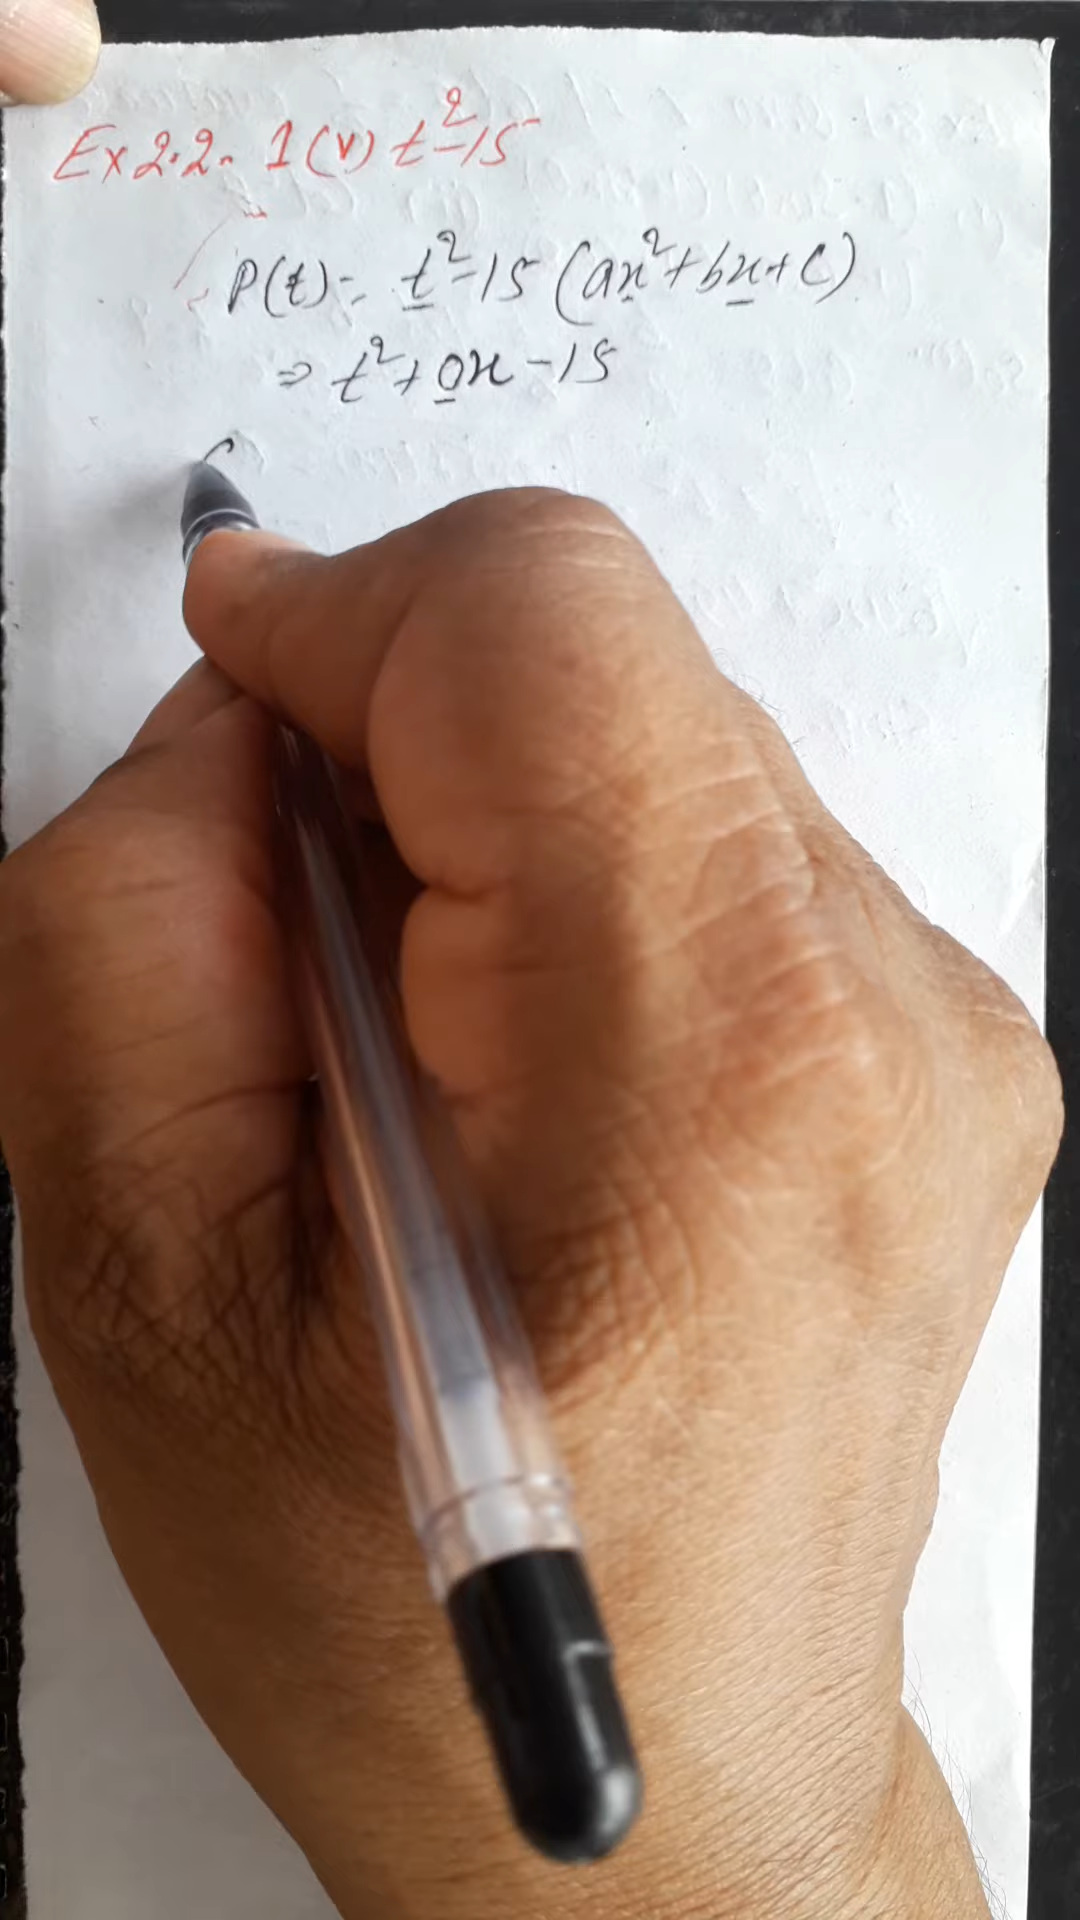 Ex 2.2. 1(v) t²-15
P(t) = t²-15 (ax²+bx+c)
⇒ t²+0x-15